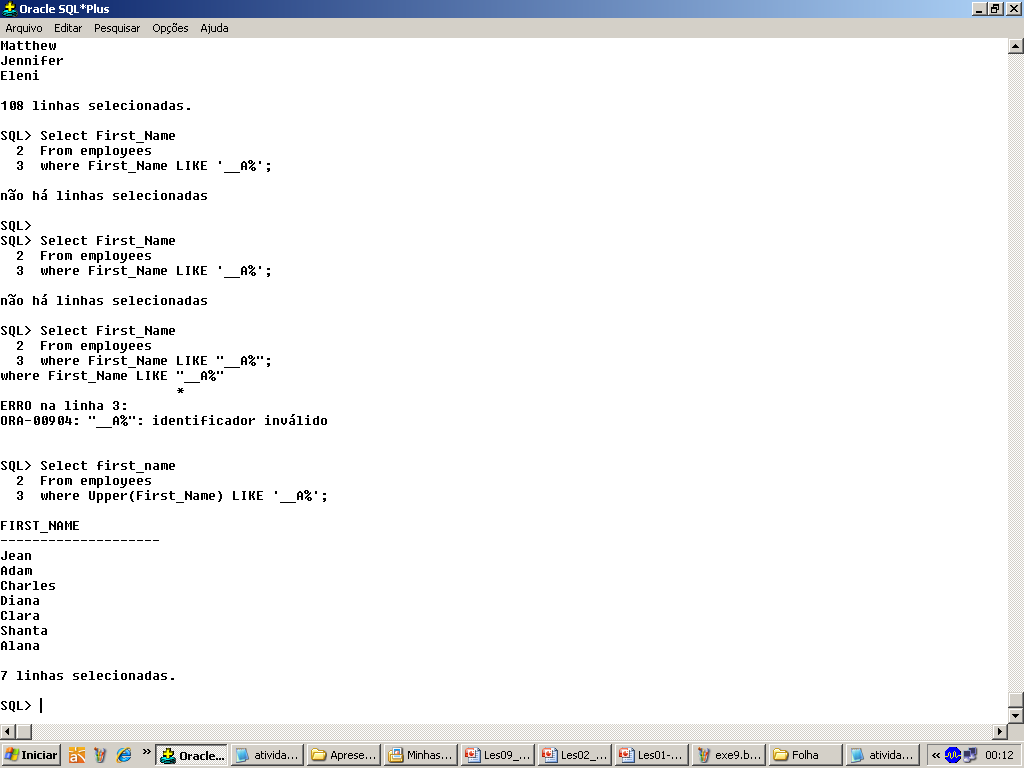 Oracle SQL*Plus
Arquivo Editar Pesquisar Opções Ajuda
Matthew
Jennifer
Eleni
108 linhas selecionadas.
SQL> Select First_Name
2 From employees
3 where First_Name LIKE '__A%';
não há linhas selecionadas
SQL>
SQL> Select First_Name
2 From employees
3 where First_Name LIKE '__A%';
não há linhas selecionadas
SQL> Select First_Name
2 From employees
3 where First_Name LIKE "__A%";
where First_Name LIKE "__A%"
*
ERRO na linha 3:
ORA-00904: "__A%": identificador inválido
SQL> Select first_name
2 From employees
3 where Upper(First_Name) LIKE '__A%';
FIRST_NAME
--------------------
Jean
Adam
Charles
Diana
Clara
Shanta
Alana
7 linhas selecionadas.
SQL>
Iniciar » Oracle... ativida... Aprese... Minhas... Les09_... Les02_... Les01-... exe9.b... Folha ativida... « 00:12